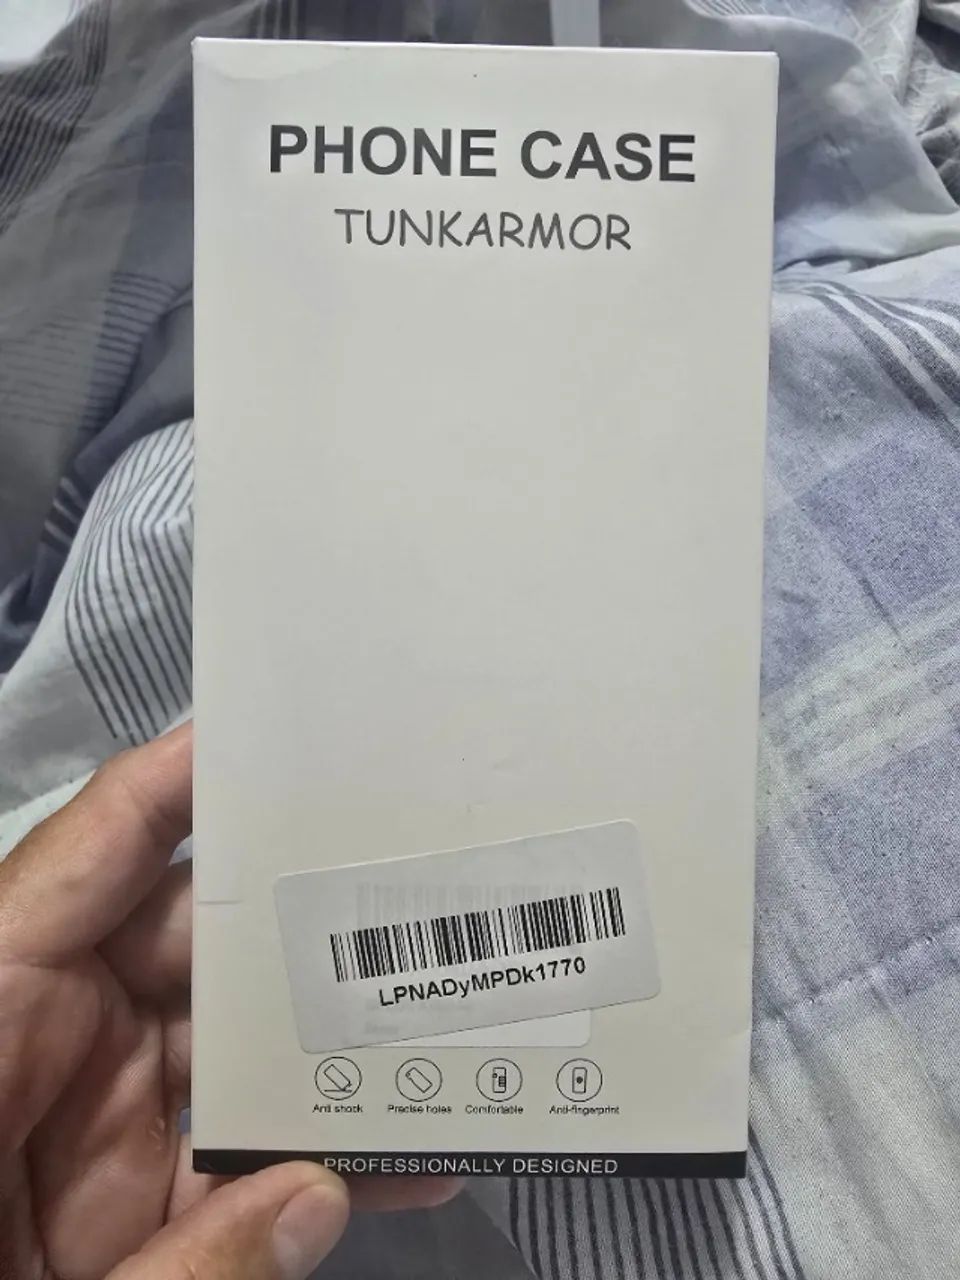 PHONE CASE
TUNKARMOR
LPNADyMPDk1770
Anti shock Precise holes Comfortable Anti-fingerprint
PROFESSIONALLY DESIGNED